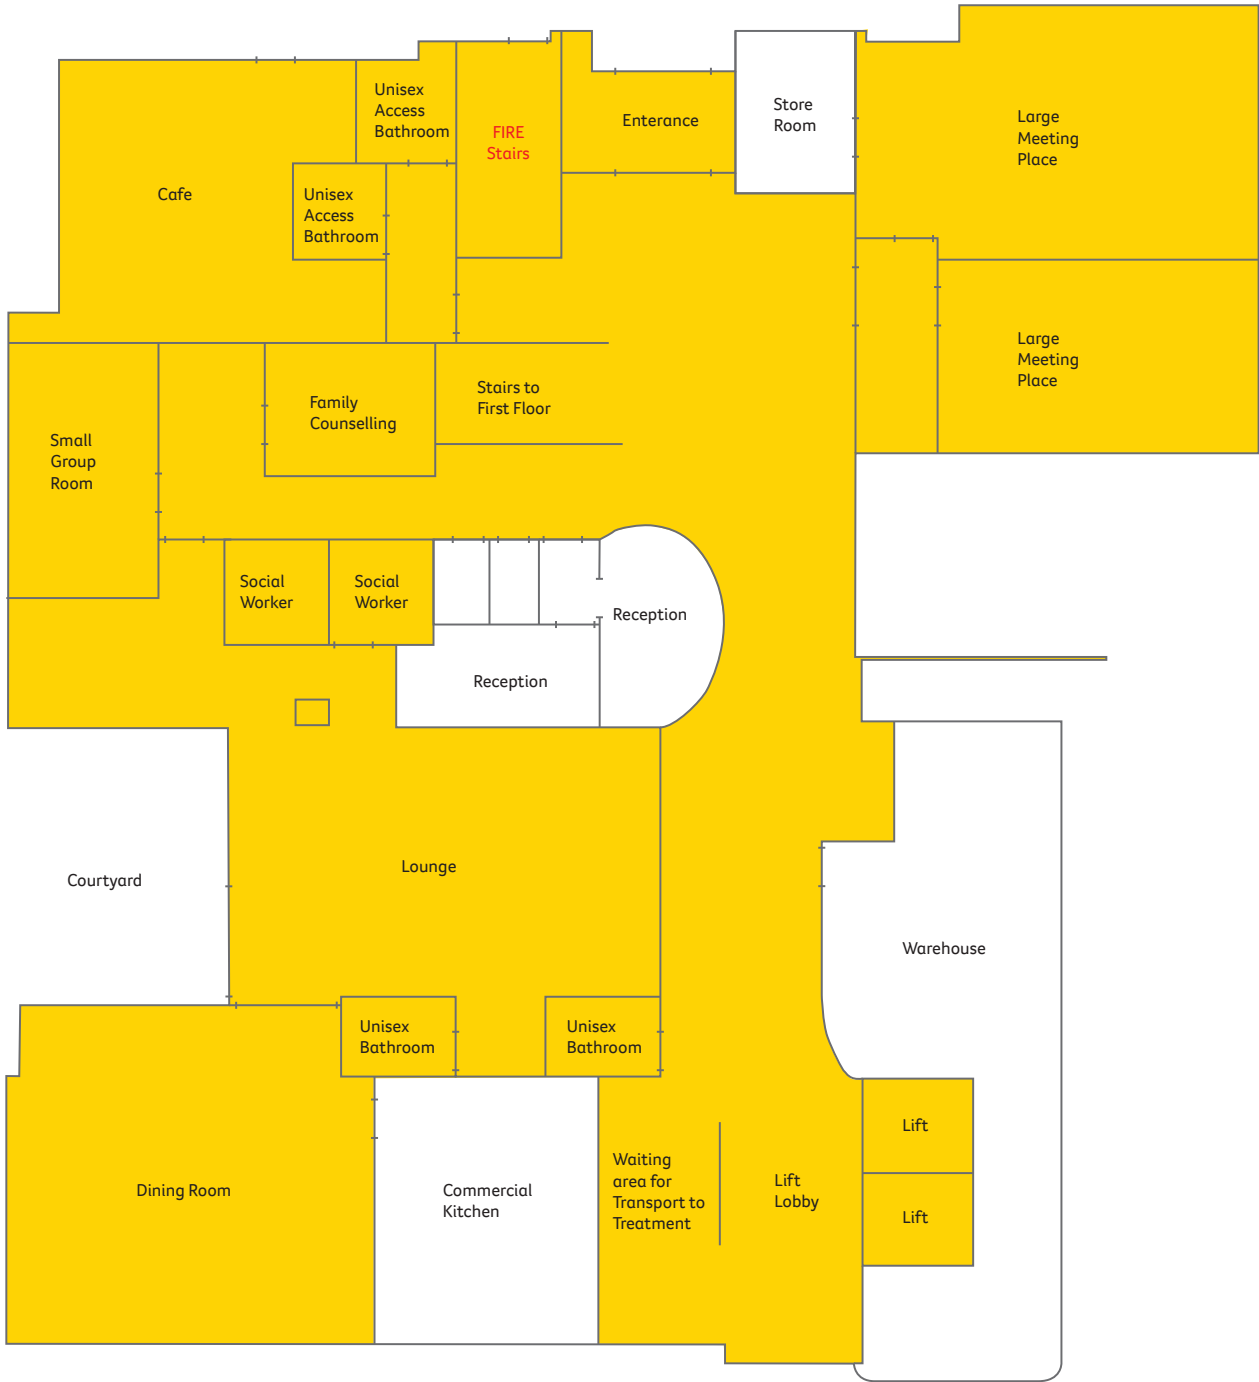 Unisex
Access
Bathroom
FIRE
Stairs
Enterance
Store
Room
Large
Meeting
Place
Cafe
Unisex
Access
Bathroom
Large
Meeting
Place
Stairs to
First Floor
Family
Counselling
Small
Group
Room
Social
Worker
Social
Worker
Reception
Reception
Lounge
Courtyard
Warehouse
Unisex
Bathroom
Unisex
Bathroom
Lift
Dining Room
Commercial
Kitchen
Waiting
area for
Transport to
Treatment
Lift
Lobby
Lift